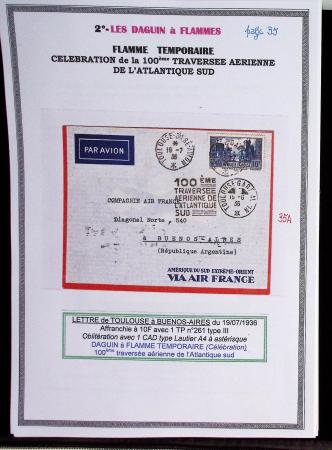 2°- LES DAGUIN à FLAMMES
page 35
FLAMME TEMPORAIRE
CELEBRATION de la 100ème TRAVERSEE AERIENNE
DE L'ATLANTIQUE SUD
PAR AVION
100 ÈME
TRAVERSÉE
AÉRIENNE DE
L'ATLANTIQUE
SUD
COMPAGNIE AIR FRANCE
Diagonal Norte, 540
à BUENOS-AIRES
(République Argentine)
35A
AMÉRIQUE DU SUD EXTRÊME-ORIENT
VIA AIR FRANCE
LETTRE de TOULOUSE à BUENOS-AIRES du 19/07/1936
Affranchie à 10F avec 1 TP n°261 type III
Oblitération avec 1 CAD type Lautier A4 à astérisque
DAGUIN à FLAMME TEMPORAIRE (Célébration)
100ème traversée aérienne de l'Atlantique sud